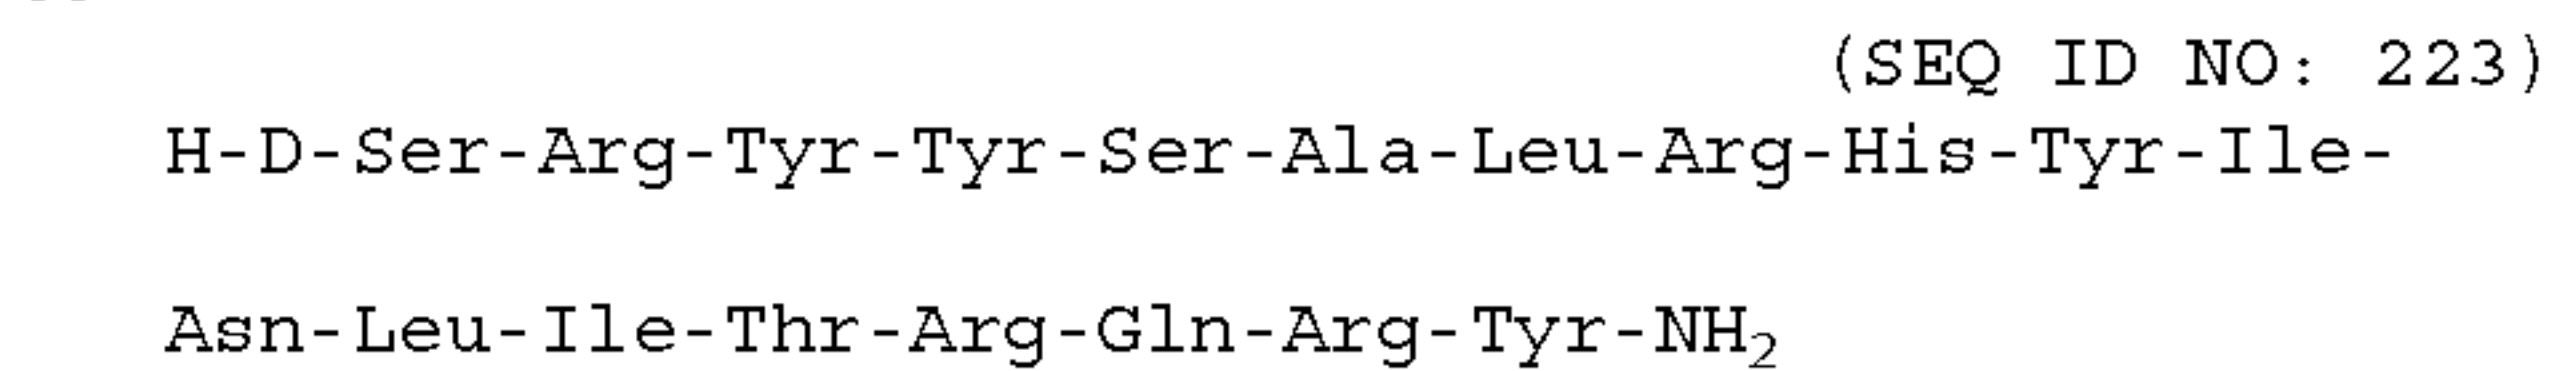 (SEQ ID NO: 223)
H-D-Ser-Arg-Tyr-Tyr-Ser-Ala-Leu-Arg-His-Tyr-Ile-
Asn-Leu-Ile-Thr-Arg-Gln-Arg-Tyr-NH₂